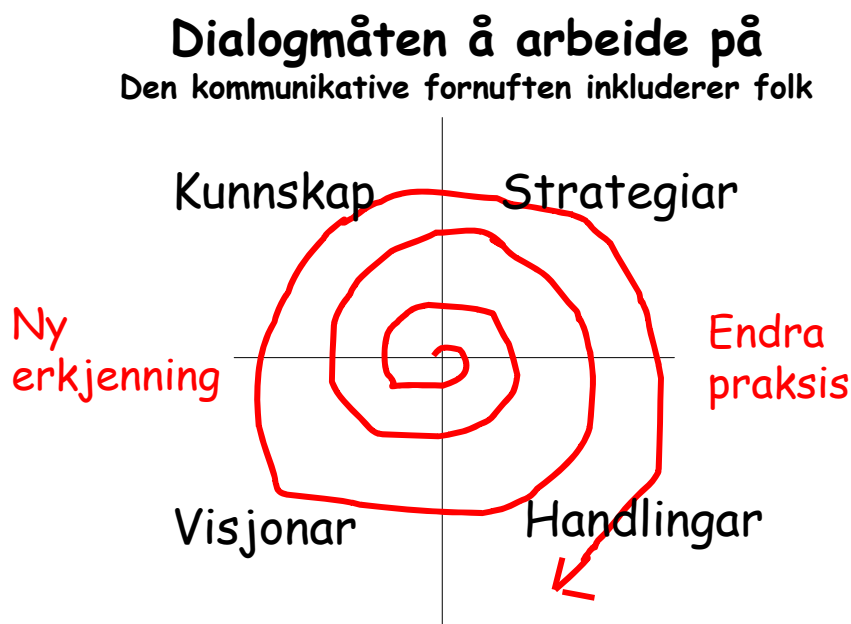 Dialogmåten å arbeide på
Den kommunikative fornuften inkluderer folk
Kunnskap
Strategiar
Ny
erkjenning
Endra
praksis
Visjonar
Handlingar